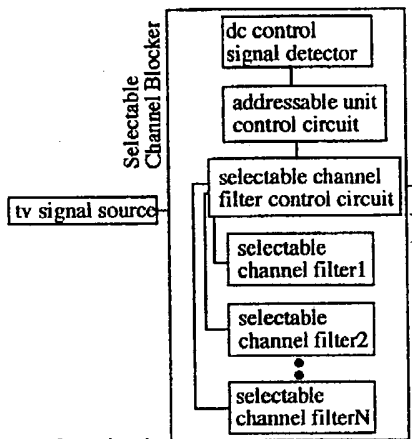 Selectable
Channel Blocker
dc control
signal detector
addressable unit
control circuit
selectable channel
filter control circuit
tv signal source
selectable
channel filter1
selectable
channel filter2
selectable
channel filterN